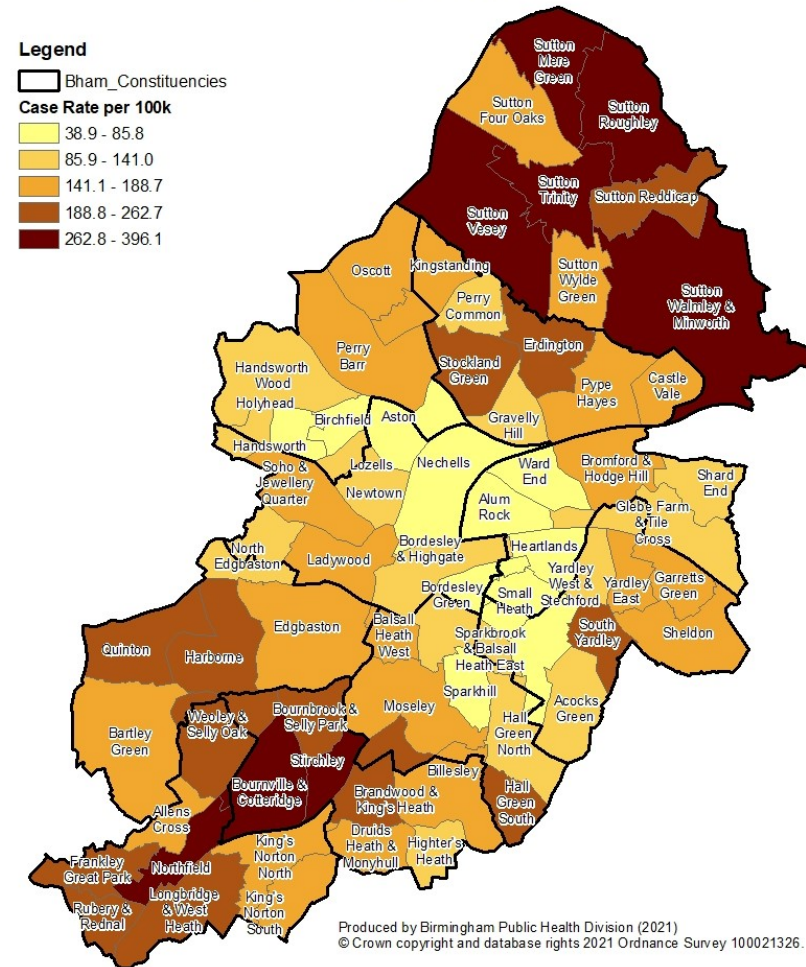 Legend
Bham_Constituencies
Case Rate per 100k
38.9 - 85.8
85.9 - 141.0
141.1 - 188.7
188.8 - 262.7
262.8 - 396.1
Sutton
Mere
Green
Sutton
Four Oaks
Sutton
Roughley
Sutton
Trinity
Sutton Reddicap
Sutton
Vesey
Sutton
Wylde
Green
Sutton
Walmley &
Minworth
Oscott
Kingstanding
Perry
Common
Perry
Barr
Erdington
Stockland
Green
Handsworth
Wood
Holyhead
Pype
Hayes
Castle
Vale
Birchfield
Aston
Gravelly
Hill
Handsworth
Lozells
Nechells
Ward
End
Bromford &
Hodge Hill
Shard
End
Soho &
Jewellery
Quarter
Newtown
Alum
Rock
Glebe Farm
& Tile
Cross
North
Edgbaston
Ladywood
Bordesley
& Highgate
Heartlands
Bordesley
Green
Small
Heath
Yardley
West &
Stechford
Yardley
East
Garretts
Green
Edgbaston
Balsall
Heath
West
Sparkbrook
& Balsall
Heath East
South
Yardley
Sheldon
Quinton
Harborne
Sparkhill
Acocks
Green
Moseley
Hall
Green
North
Bartley
Green
Weoley &
Selly Oak
Bournbrook &
Selly Park
Stirchley
Bournville &
Cotteridge
Billesley
Brandwood &
King's Heath
Hall
Green
South
Allens
Cross
Druids
Heath &
Monyhull
Highter's
Heath
King's
Norton
North
Frankley
Great Park
Northfield
Rubery &
Rednal
Longbridge
& West
Heath
King's
Norton
South
Produced by Birmingham Public Health Division (2021)
© Crown copyright and database rights 2021 Ordnance Survey 100021326.